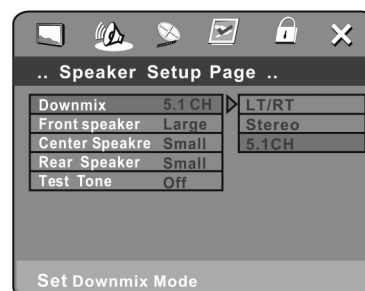 .. Speaker Setup Page ..
Downmix 5.1 CH LT/RT
Front speaker Large Stereo
Center Speakre Small 5.1CH
Rear Speaker Small
Test Tone Off
Set Downmix Mode